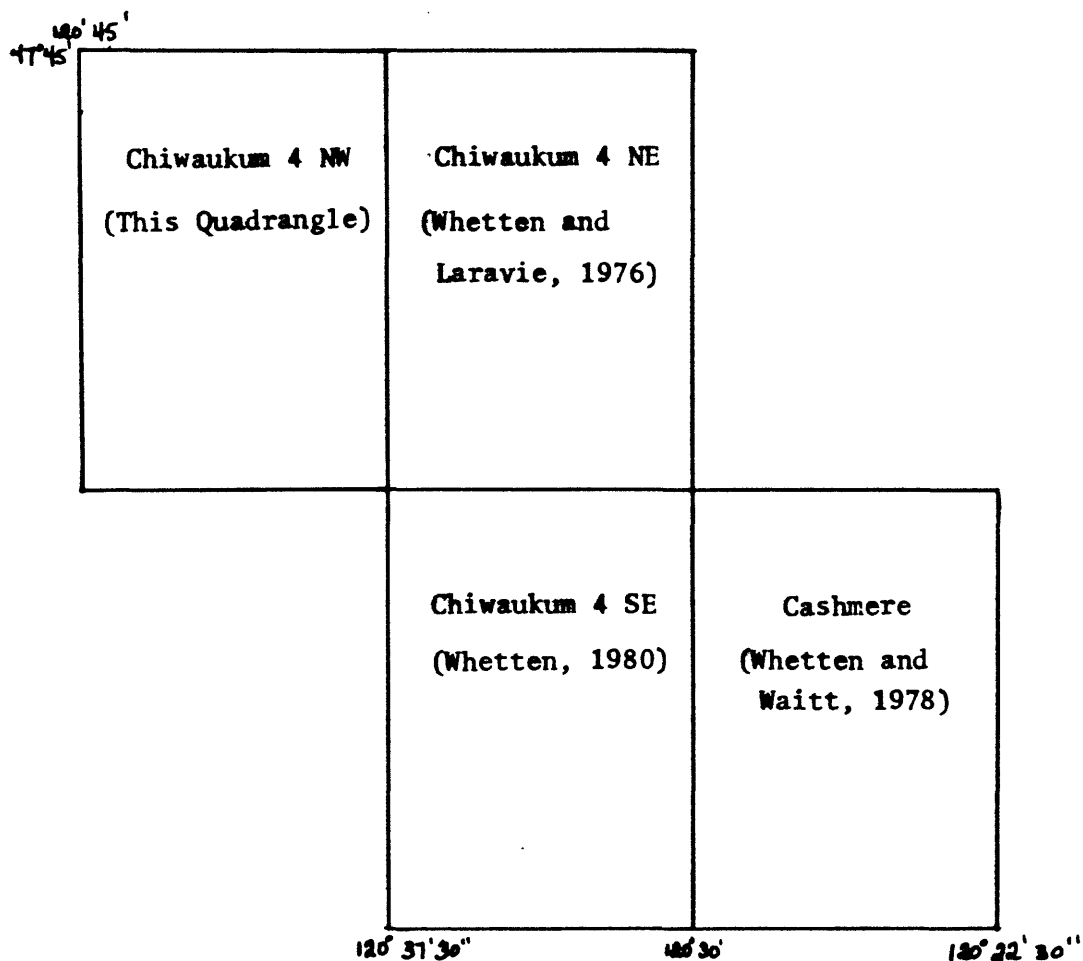 120° 45'
47°45'
Chiwaukum 4 NW
(This Quadrangle)
Chiwaukum 4 NE
(Whetten and
Laravie, 1976)
Chiwaukum 4 SE
(Whetten, 1980)
Cashmere
(Whetten and
Waitt, 1978)
120° 37'30"
120°30'
120° 22' 30"